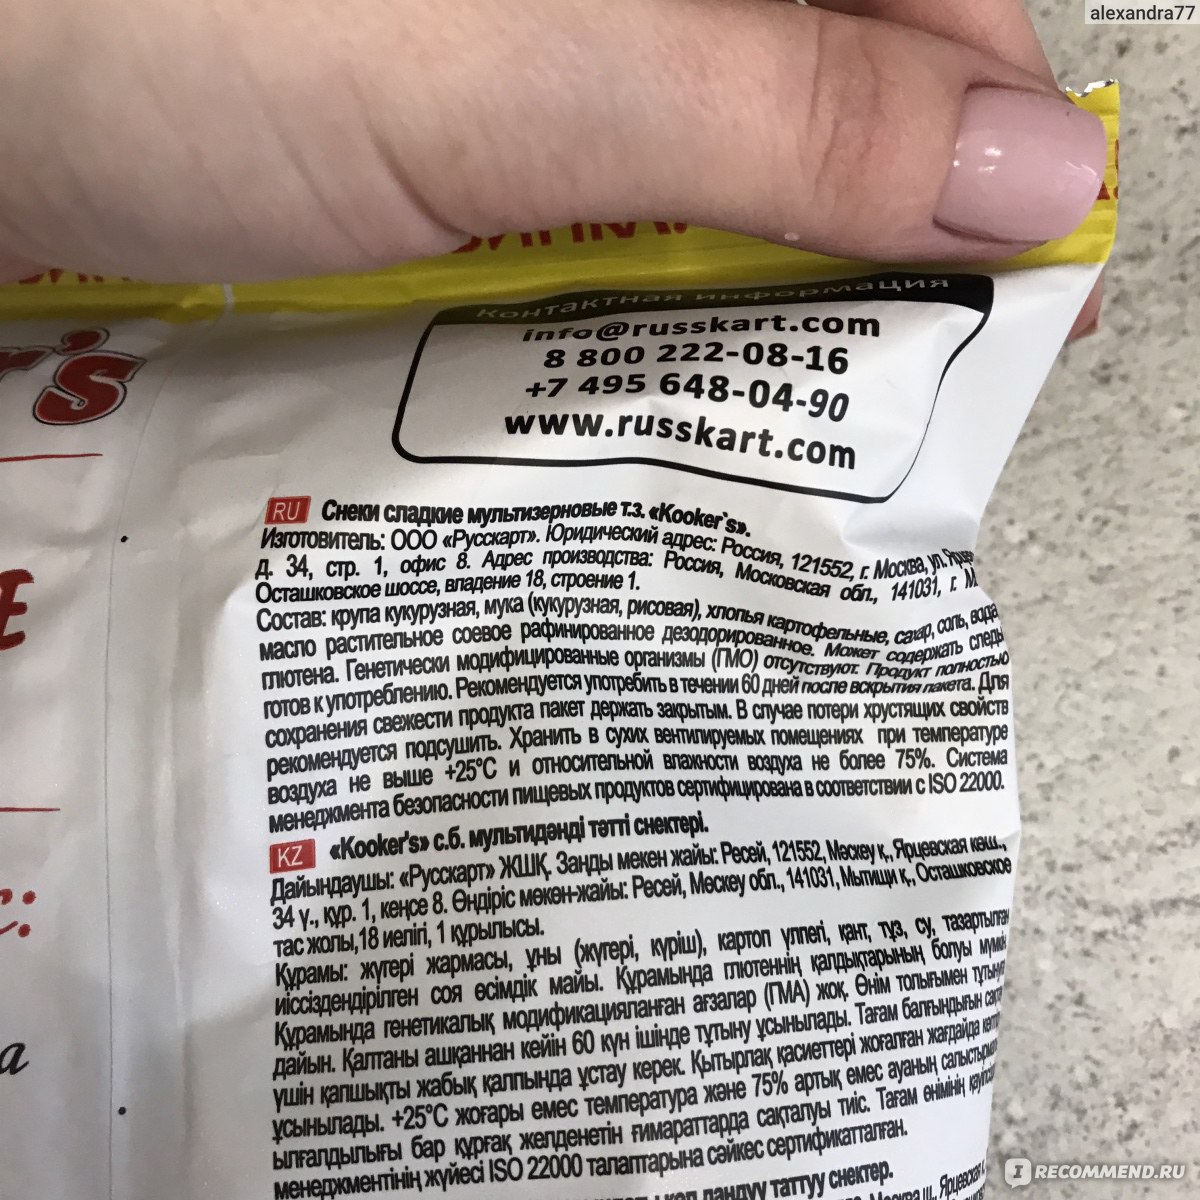 alexandra77
Контактная информация
info@russkart.com
8 800 222-08-16
+7 495 648-04-90
www.russkart.com
r's
RU Снеки сладкие мультизерновые т.з. «Kooker`s».
Изготовитель: ООО «Русскарт». Юридический адрес: Россия, 121552, г. Москва, ул.
д. 34, стр. 1, офис 8. Адрес производства: Россия, Московская обл., 141031, г.
Осташковское шоссе, владение 18, строение 1.
Состав: крупа кукурузная, мука (кукурузная, рисовая), хлопья картофельные, сахар, соль, вода,
масло растительное соевое рафинированное дезодорированное. Может содержать следы
глютена. Генетически модифицированные организмы (ГМО) отсутствуют. Продукт полностью
готов к употреблению. Рекомендуется употребить в течении 60 дней после вскрытия пакета. Для
сохранения свежести продукта пакет держать закрытым. В случае потери хрустящих свойств
рекомендуется подсушить. Хранить в сухих вентилируемых помещениях при температуре
воздуха не выше +25°С и относительной влажности воздуха не более 75%. Система
менеджмента безопасности пищевых продуктов сертифицирована в соответствии с ISO 22000.
KZ «Kooker's» с.б. мультидәнді тәтті снектері.
Дайындаушы: «Русскарт» ЖШҚ. Заңды мекен жайы: Ресей, 121552, Мәскеу қ., Ярцевская көш.,
34 ү., құр. 1, кеңсе 8. Өндіріс мекен-жайы: Ресей, Мәскеу обл., 141031, Мытищи қ., Осташковское
тас жолы,18 иелігі, 1 құрылысы.
Құрамы: жүгері жармасы, ұны (жүгері, күріш), картоп үлпегі, қант, тұз, су, тазартылған
иіссіздендірілген соя өсімдік майы. Құрамында глютеннің қалдықтарының болуы мүмкін
Құрамында генетикалық модификацияланған ағзалар (ГМА) жоқ. Өнім толығымен тұтынуға
дайын. Қалтаны ашқаннан кейін 60 күн ішінде тұтыну ұсынылады. Тағам балғындығын
үшін қапшықты жабық қалпында ұстау керек. Қытырлақ қасиеттері жоғалған жағдайда
ұсынылады. +25°С жоғары емес температура және 75% артық емес ауаның
ылғалдылығы бар құрғақ желденетін ғимараттарда сақталуы тиіс. Тағам өнімінің
менеджментінің жүйесі ISO 22000 талаптарына сәйкес сертификатталған.
көп дандуу таттуу снектер.
IRECOMMEND.RU